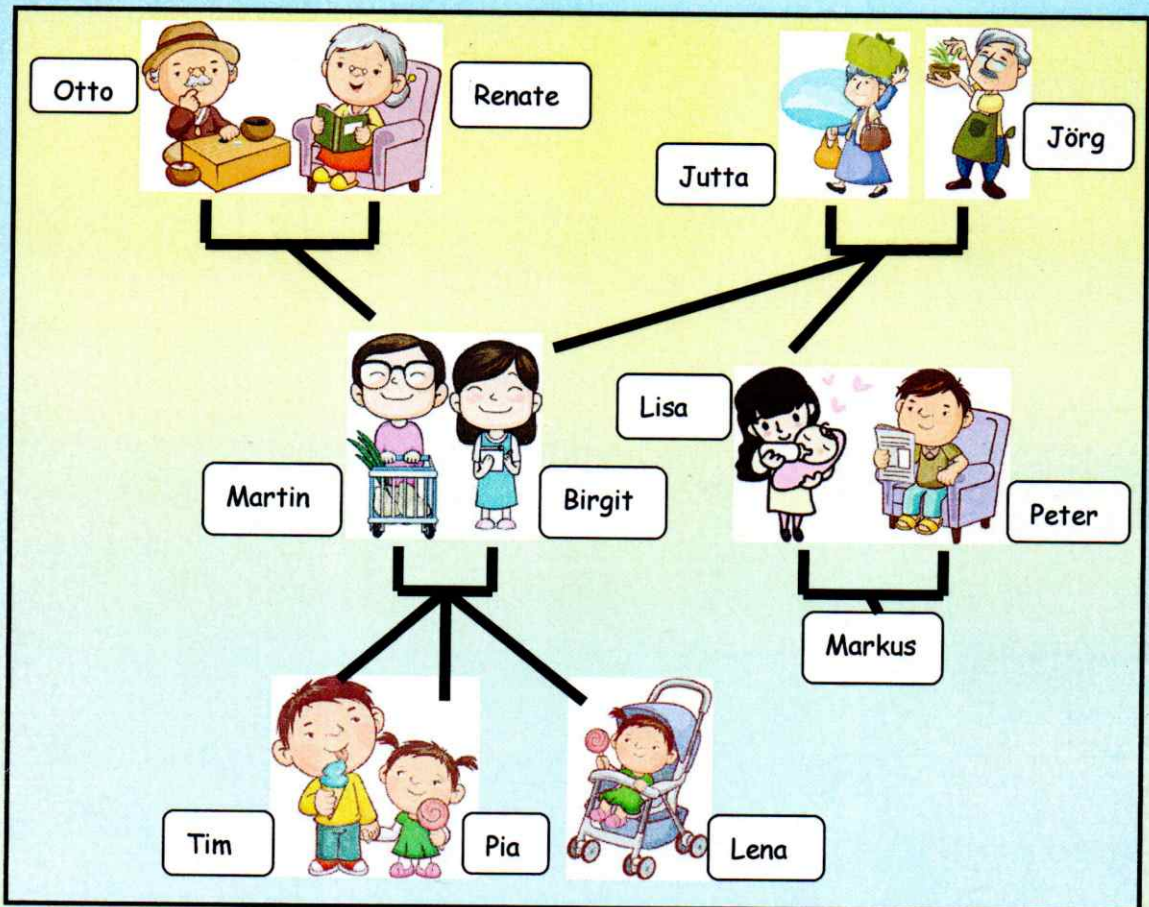 Otto
Renate
Jutta
Jörg
Martin
Birgit
Lisa
Peter
Markus
Tim
Pia
Lena